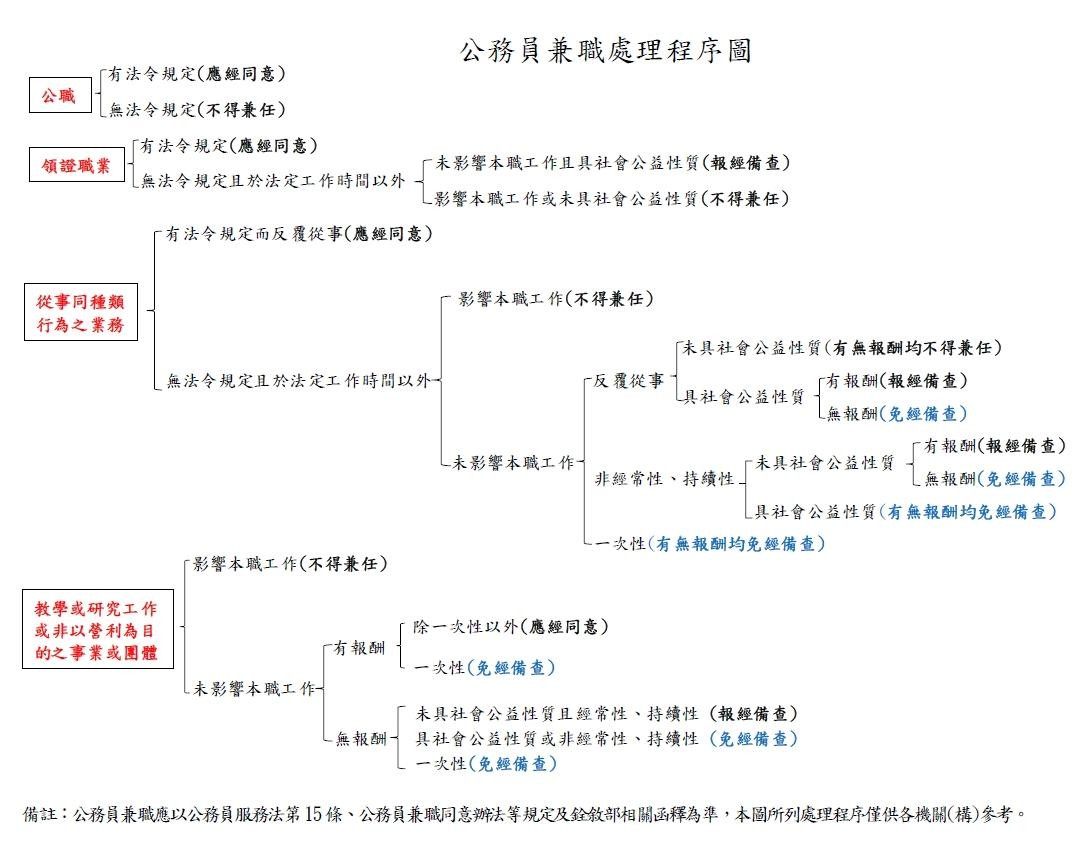 公務員兼職處理程序圖
公職
有法令規定(應經同意)
無法令規定(不得兼任)
領證職業
有法令規定(應經同意)
無法令規定且於法定工作時間以外
未影響本職工作且具社會公益性質(報經備查)
影響本職工作或未具社會公益性質(不得兼任)
從事同種類
行為之業務
有法令規定而反覆從事(應經同意)
無法令規定且於法定工作時間以外
影響本職工作(不得兼任)
未影響本職工作
反覆從事
未具社會公益性質(有無報酬均不得兼任)
具社會公益性質
有報酬(報經備查)
無報酬(免經備查)
非經常性、持續性
未具社會公益性質
有報酬(報經備查)
無報酬(免經備查)
具社會公益性質(有無報酬均免經備查)
一次性(有無報酬均免經備查)
教學或研究工作
或非以營利為目
的之事業或團體
影響本職工作(不得兼任)
未影響本職工作
有報酬
除一次性以外(應經同意)
一次性(免經備查)
無報酬
未具社會公益性質且經常性、持續性 (報經備查)
具社會公益性質或非經常性、持續性 (免經備查)
一次性(免經備查)
備註：公務員兼職應以公務員服務法第 15 條、公務員兼職同意辦法等規定及銓敘部相關函釋為準，本圖所列處理程序僅供各機關(構)參考。